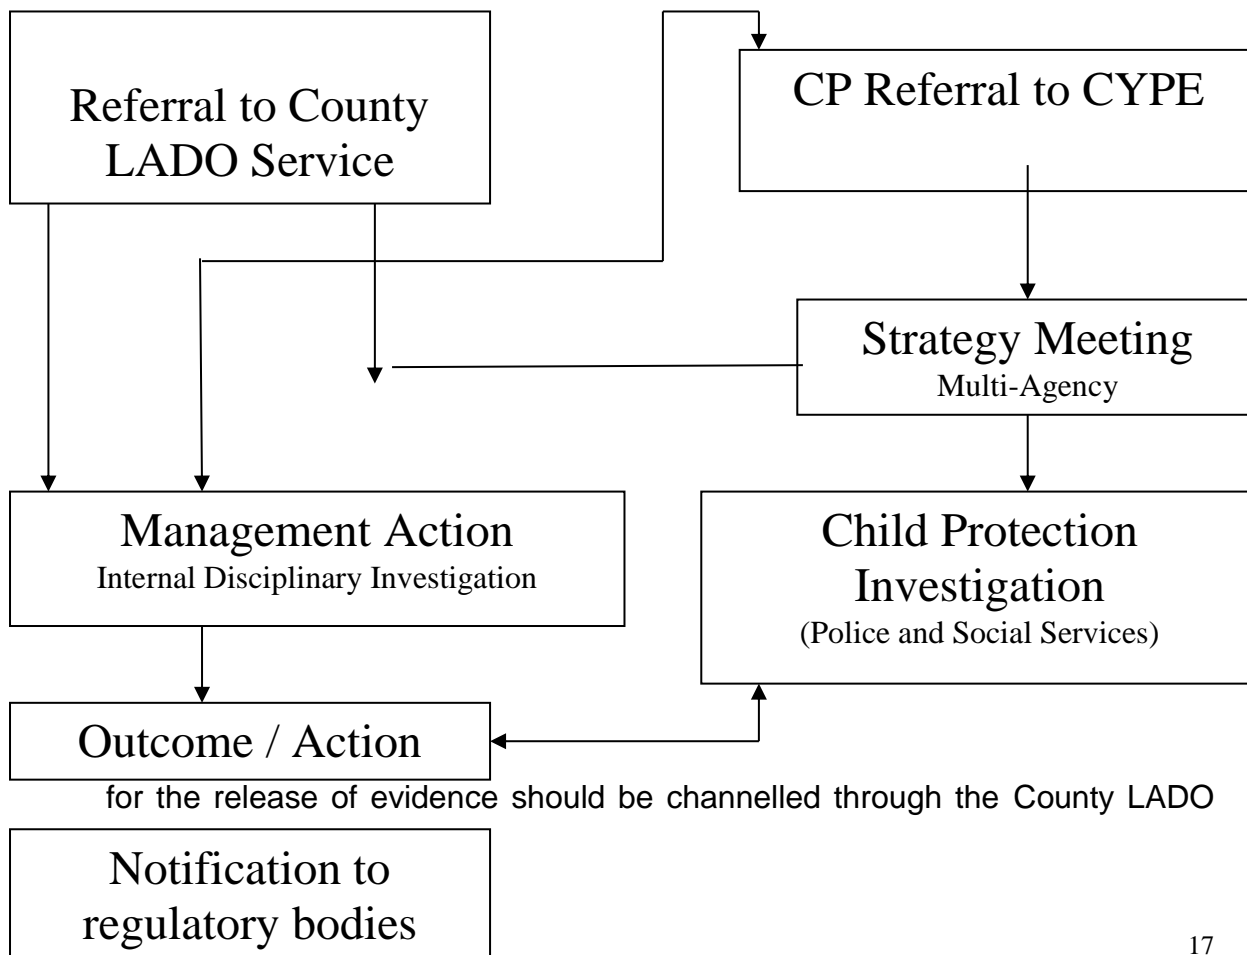 Referral to County
LADO Service
CP Referral to CYPE
Strategy Meeting
Multi-Agency
Management Action
Internal Disciplinary Investigation
Child Protection
Investigation
(Police and Social Services)
Outcome / Action
for the release of evidence should be channelled through the County LADO
Notification to
regulatory bodies
17